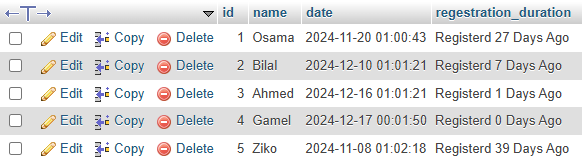 id name date regestration_duration
Edit Copy Delete 1 Osama 2024-11-20 01:00:43 Registerd 27 Days Ago
Edit Copy Delete 2 Bilal 2024-12-10 01:01:21 Registerd 7 Days Ago
Edit Copy Delete 3 Ahmed 2024-12-16 01:01:21 Registerd 1 Days Ago
Edit Copy Delete 4 Gamel 2024-12-17 00:01:50 Registerd 0 Days Ago
Edit Copy Delete 5 Ziko 2024-11-08 01:02:18 Registerd 39 Days Ago